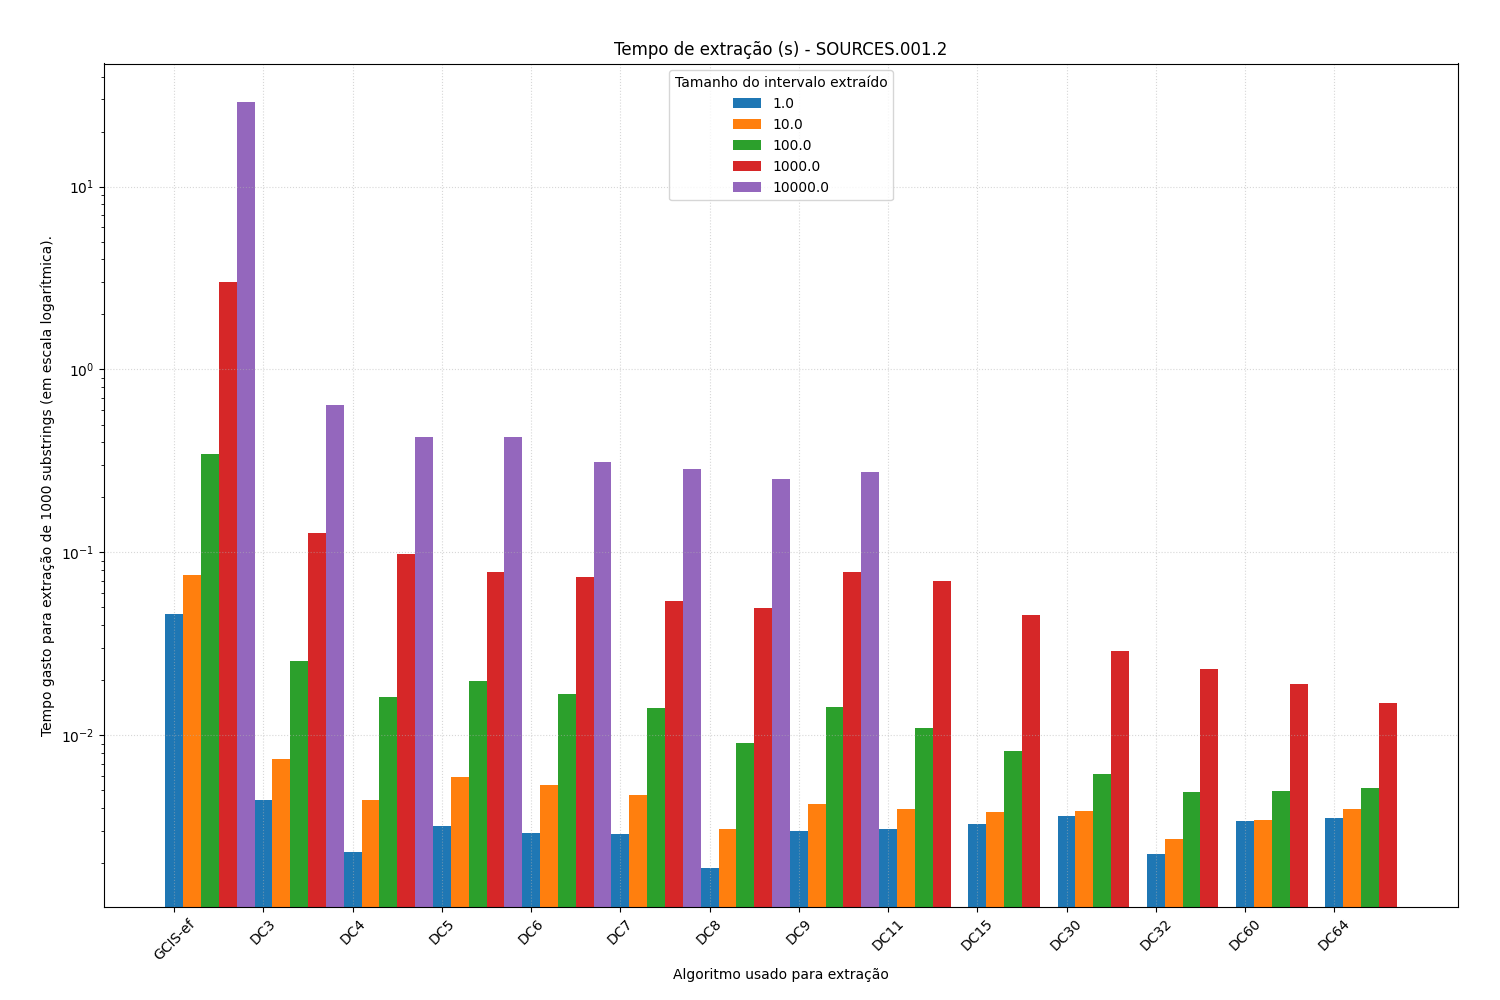 Tempo de extração (s) - SOURCES.001.2
Tamanho do intervalo extraído
1.0
10.0
100.0
1000.0
10000.0
Tempo gasto para extração de 1000 substrings (em escala logarítmica).
10¹
10⁰
10⁻¹
10⁻²
GCIS-ef
DC3
DC4
DC5
DC6
DC7
DC8
DC9
DC11
DC15
DC30
DC32
DC60
DC64
Algoritmo usado para extração